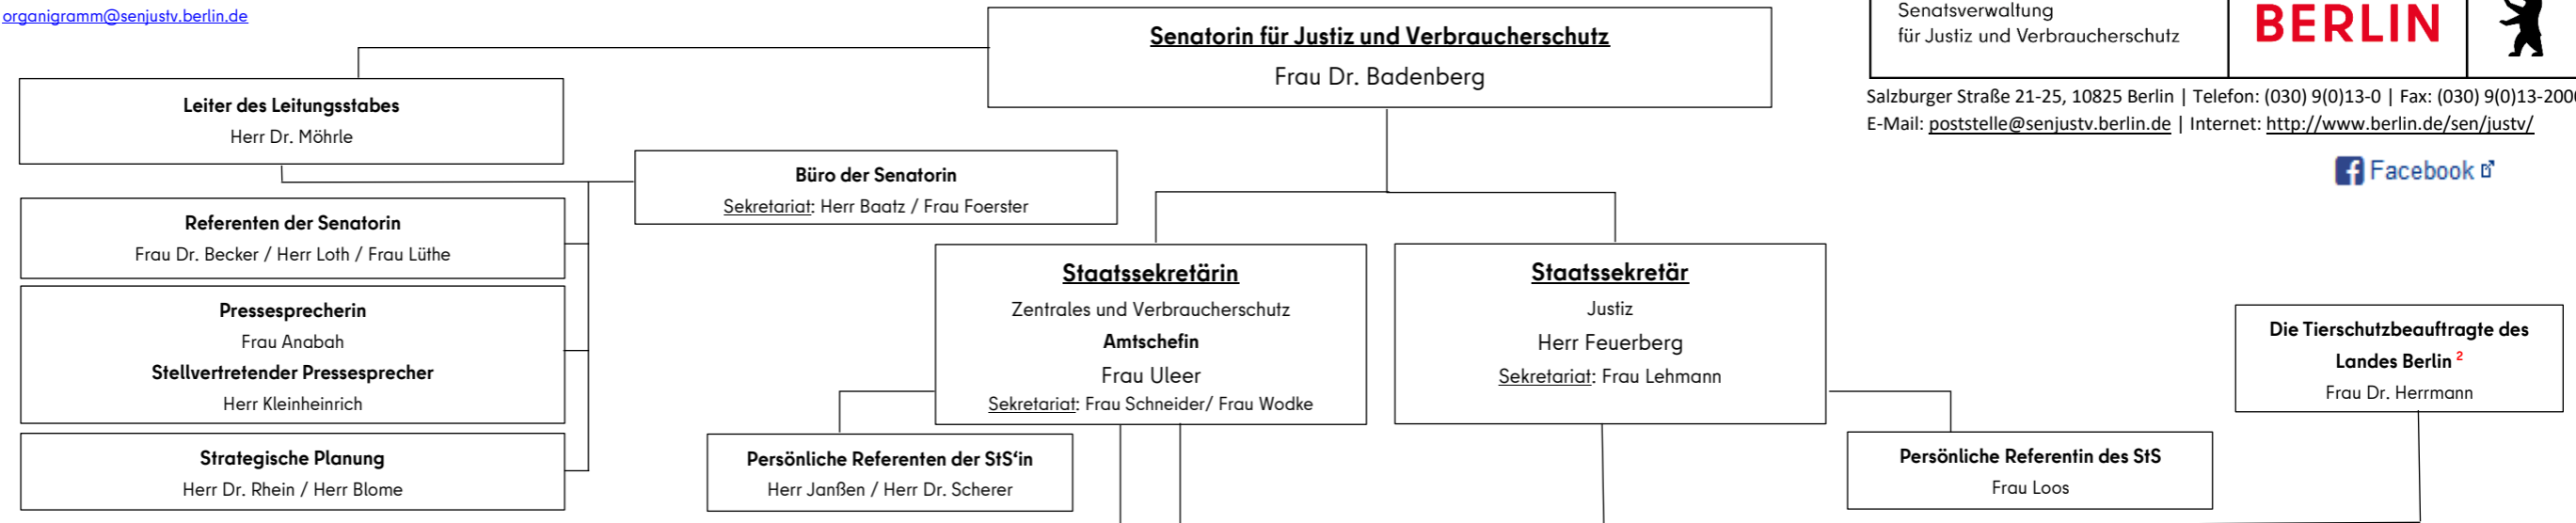 organigramm@senjustv.berlin.de
Senatorin für Justiz und Verbraucherschutz
Frau Dr. Badenberg
Senatsverwaltung
für Justiz und Verbraucherschutz
BERLIN
Salzburger Straße 21-25, 10825 Berlin | Telefon: (030) 9(0)13-0 | Fax: (030) 9(0)13-200
E-Mail: poststelle@senjustv.berlin.de | Internet: http://www.berlin.de/sen/justv/
Facebook
Leiter des Leitungsstabes
Herr Dr. Möhrle
Büro der Senatorin
Sekretariat: Herr Baatz / Frau Foerster
Referenten der Senatorin
Frau Dr. Becker / Herr Loth / Frau Lüthe
Pressesprecherin
Frau Anabah
Stellvertretender Pressesprecher
Herr Kleinheinrich
Strategische Planung
Herr Dr. Rhein / Herr Blome
Staatssekretärin
Zentrales und Verbraucherschutz
Amtschefin
Frau Uleer
Sekretariat: Frau Schneider/ Frau Wodke
Persönliche Referenten der StS‘in
Herr Janßen / Herr Dr. Scherer
Staatssekretär
Justiz
Herr Feuerberg
Sekretariat: Frau Lehmann
Persönliche Referentin des StS
Frau Loos
Die Tierschutzbeauftragte des
Landes Berlin 2
Frau Dr. Herrmann